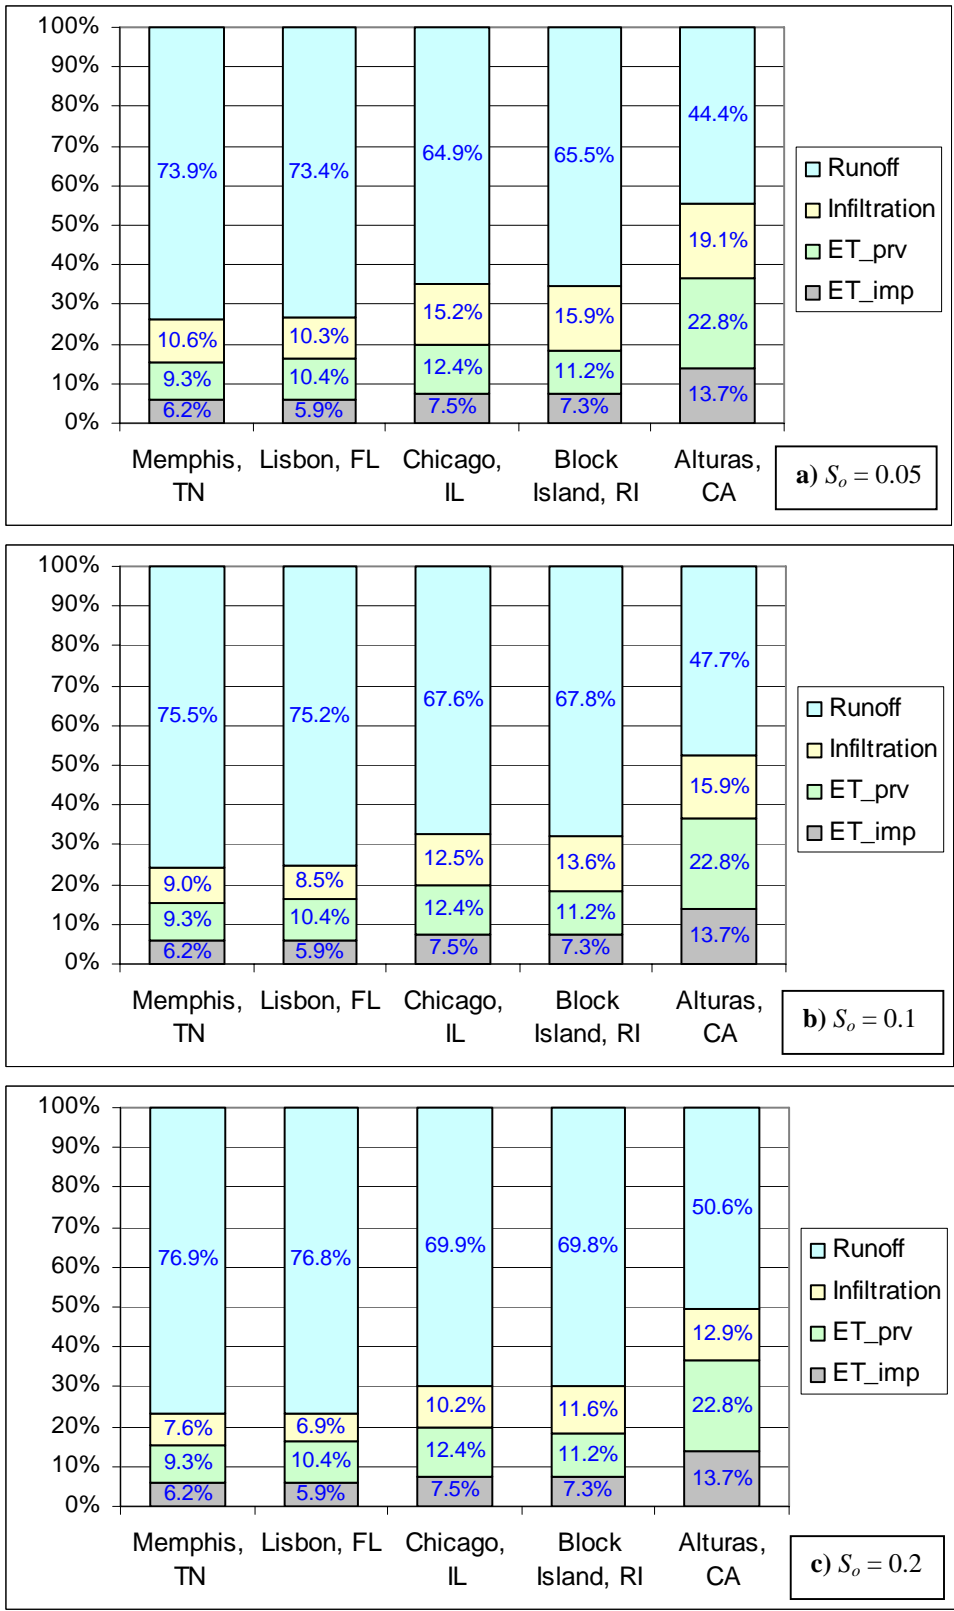 100%
90%
80%
70%
60%
50%
40%
30%
20%
10%
0%
73.9%
73.4%
64.9%
65.5%
44.4%
10.6%
10.3%
15.2%
15.9%
19.1%
9.3%
10.4%
12.4%
11.2%
22.8%
6.2%
5.9%
7.5%
7.3%
13.7%
Memphis,
TN
Lisbon, FL
Chicago,
IL
Block
Island, RI
Alturas,
CA
Runoff
Infiltration
ET_prv
ET_imp
a) So = 0.05
100%
90%
80%
70%
60%
50%
40%
30%
20%
10%
0%
75.5%
75.2%
67.6%
67.8%
47.7%
9.0%
8.5%
12.5%
13.6%
15.9%
9.3%
10.4%
12.4%
11.2%
22.8%
6.2%
5.9%
7.5%
7.3%
13.7%
Memphis,
TN
Lisbon, FL
Chicago,
IL
Block
Island, RI
Alturas,
CA
Runoff
Infiltration
ET_prv
ET_imp
b) So = 0.1
100%
90%
80%
70%
60%
50%
40%
30%
20%
10%
0%
76.9%
76.8%
69.9%
69.8%
50.6%
7.6%
6.9%
10.2%
11.6%
12.9%
9.3%
10.4%
12.4%
11.2%
22.8%
6.2%
5.9%
7.5%
7.3%
13.7%
Memphis,
TN
Lisbon, FL
Chicago,
IL
Block
Island, RI
Alturas,
CA
Runoff
Infiltration
ET_prv
ET_imp
c) So = 0.2